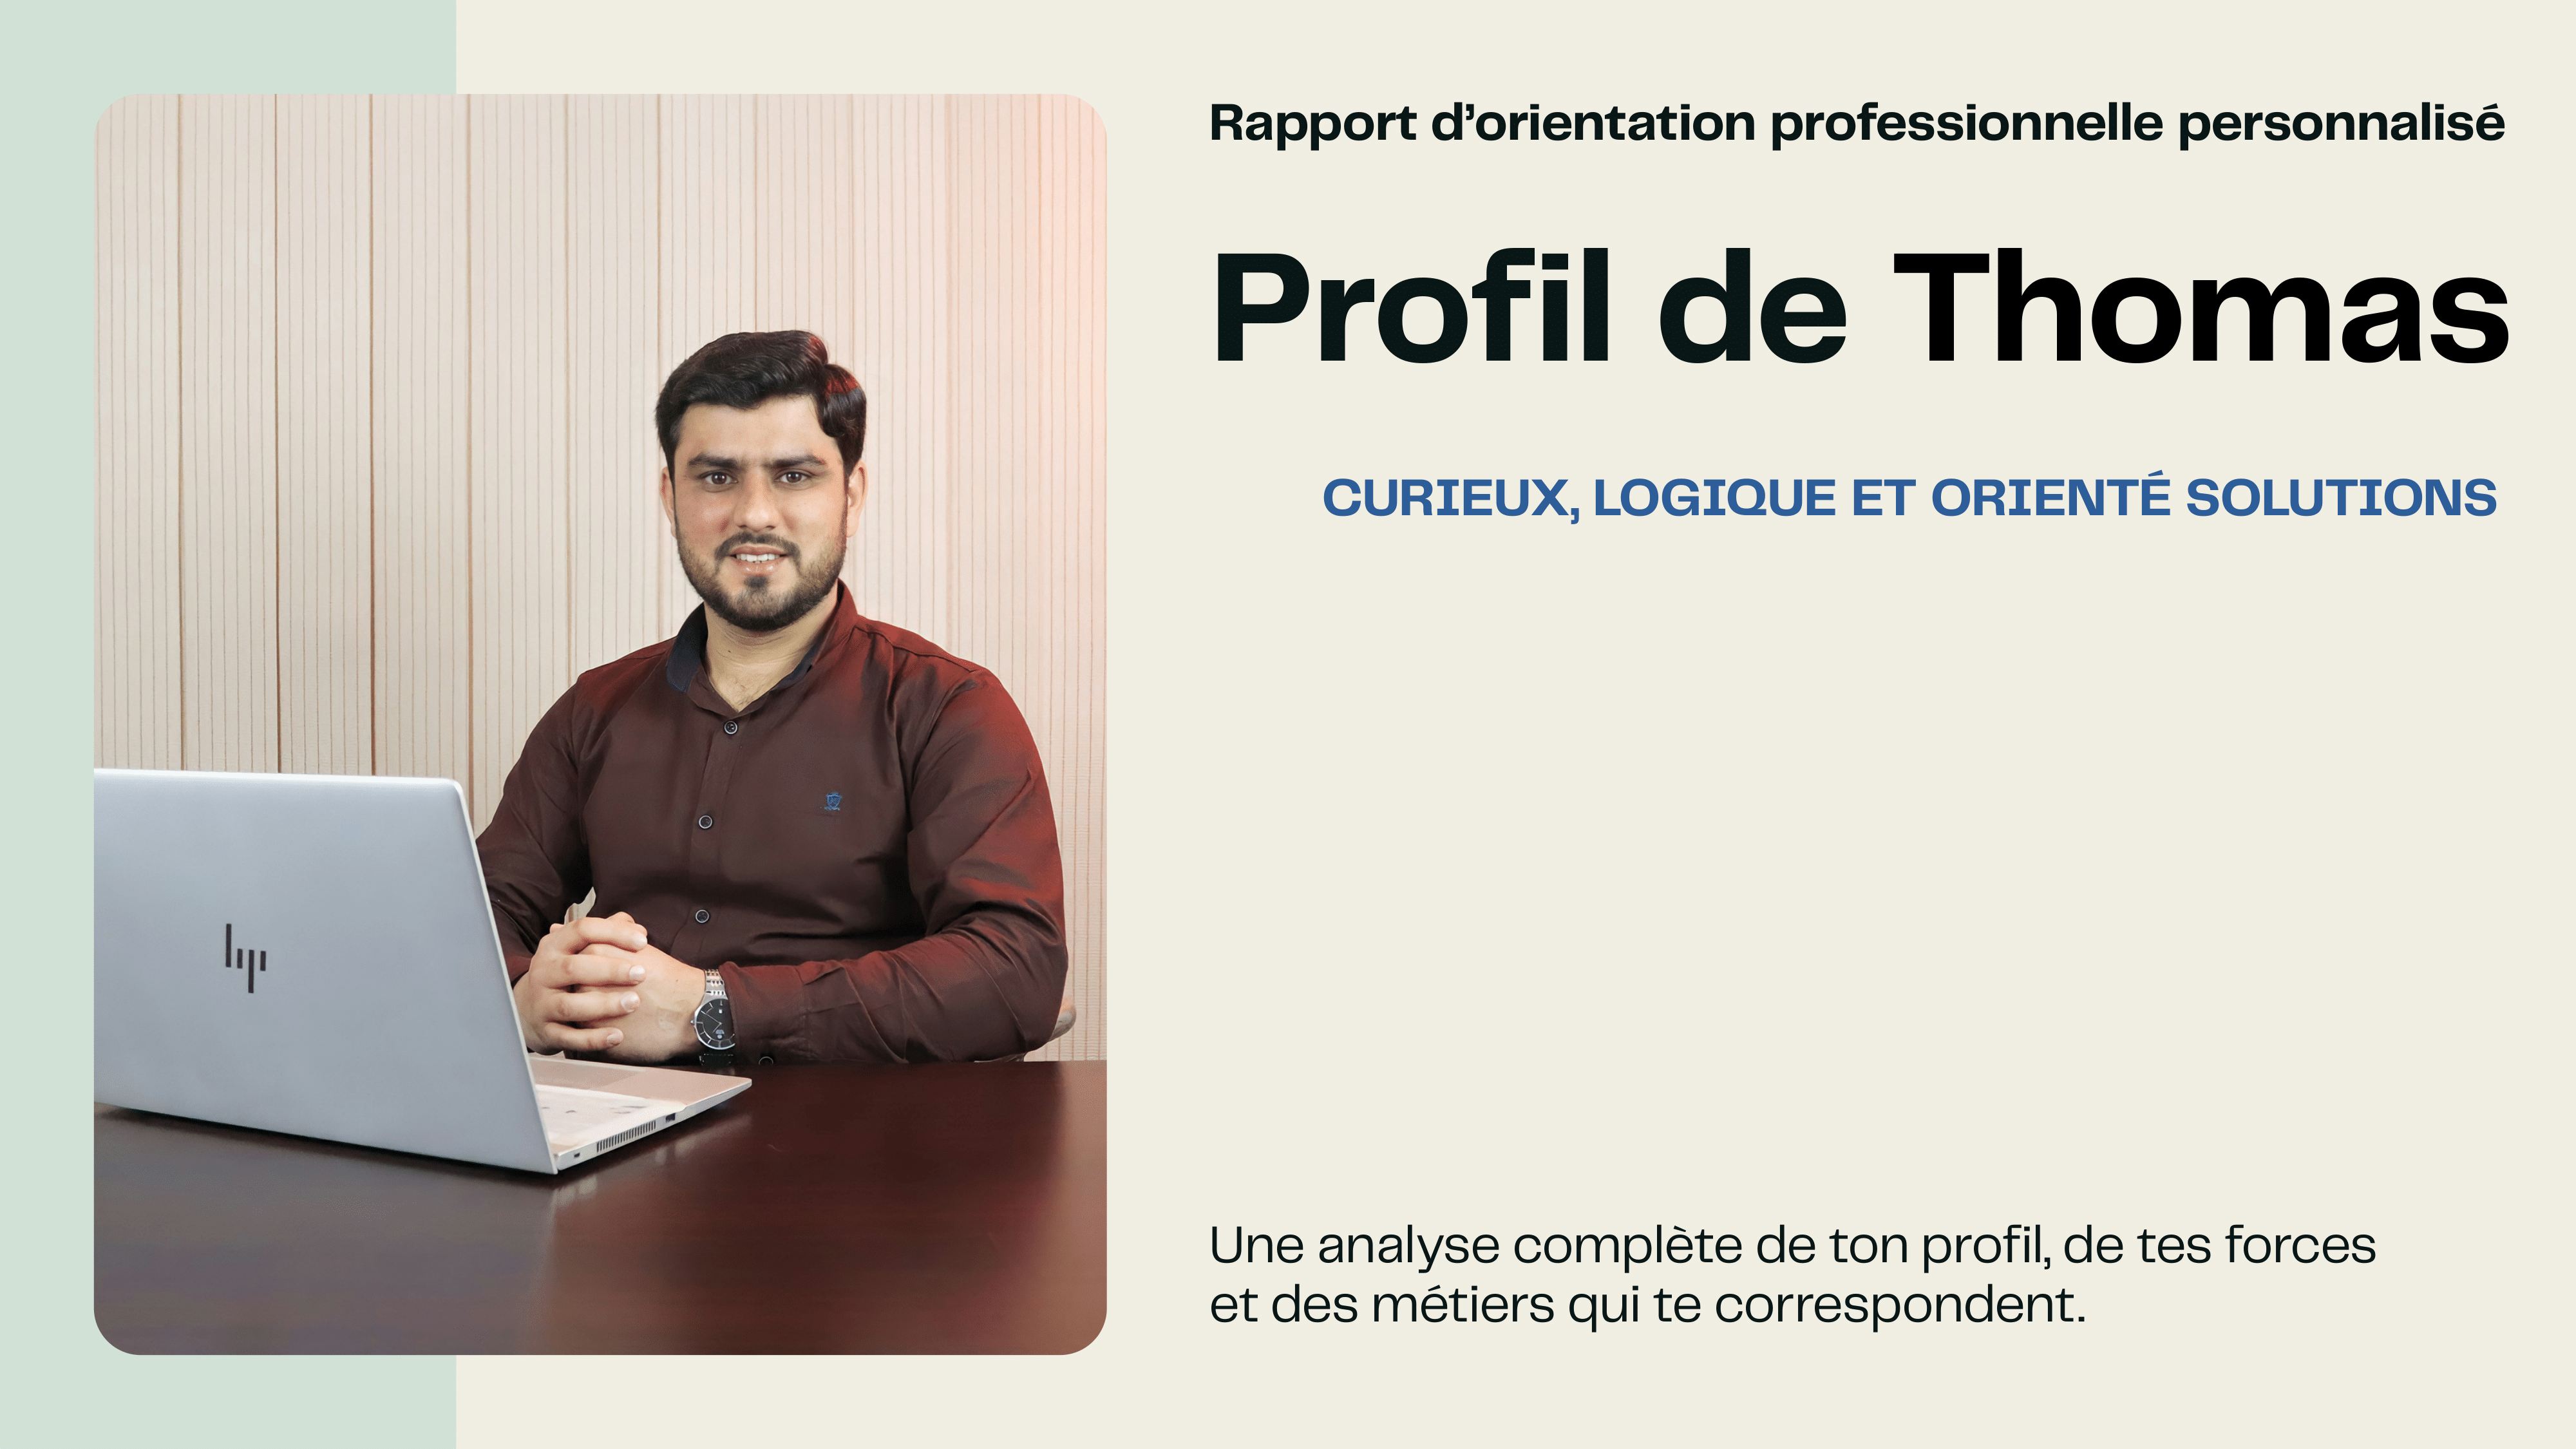 Rapport d’orientation professionnelle personnalisé
Profil de Thomas
CURIEUX, LOGIQUE ET ORIENTÉ SOLUTIONS
hp
Une analyse complète de ton profil, de tes forces
et des métiers qui te correspondent.